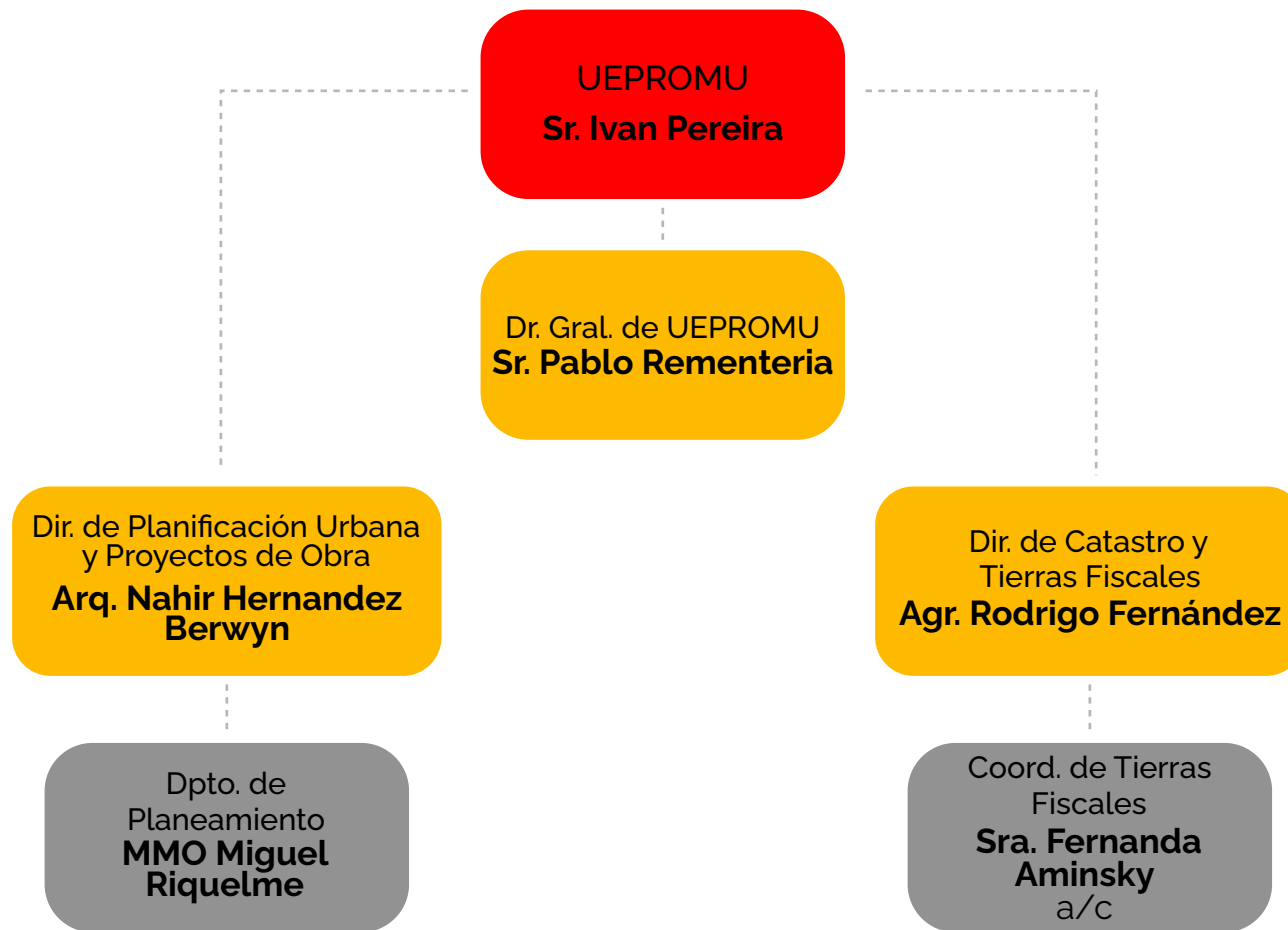 UEPROMU
Sr. Ivan Pereira
Dr. Gral. de UEPROMU
Sr. Pablo Rementeria
Dir. de Planificación Urbana
y Proyectos de Obra
Arq. Nahir Hernandez
Berwyn
Dir. de Catastro y
Tierras Fiscales
Agr. Rodrigo Fernández
Dpto. de
Planeamiento
MMO Miguel
Riquelme
Coord. de Tierras
Fiscales
Sra. Fernanda
Aminsky
a/c